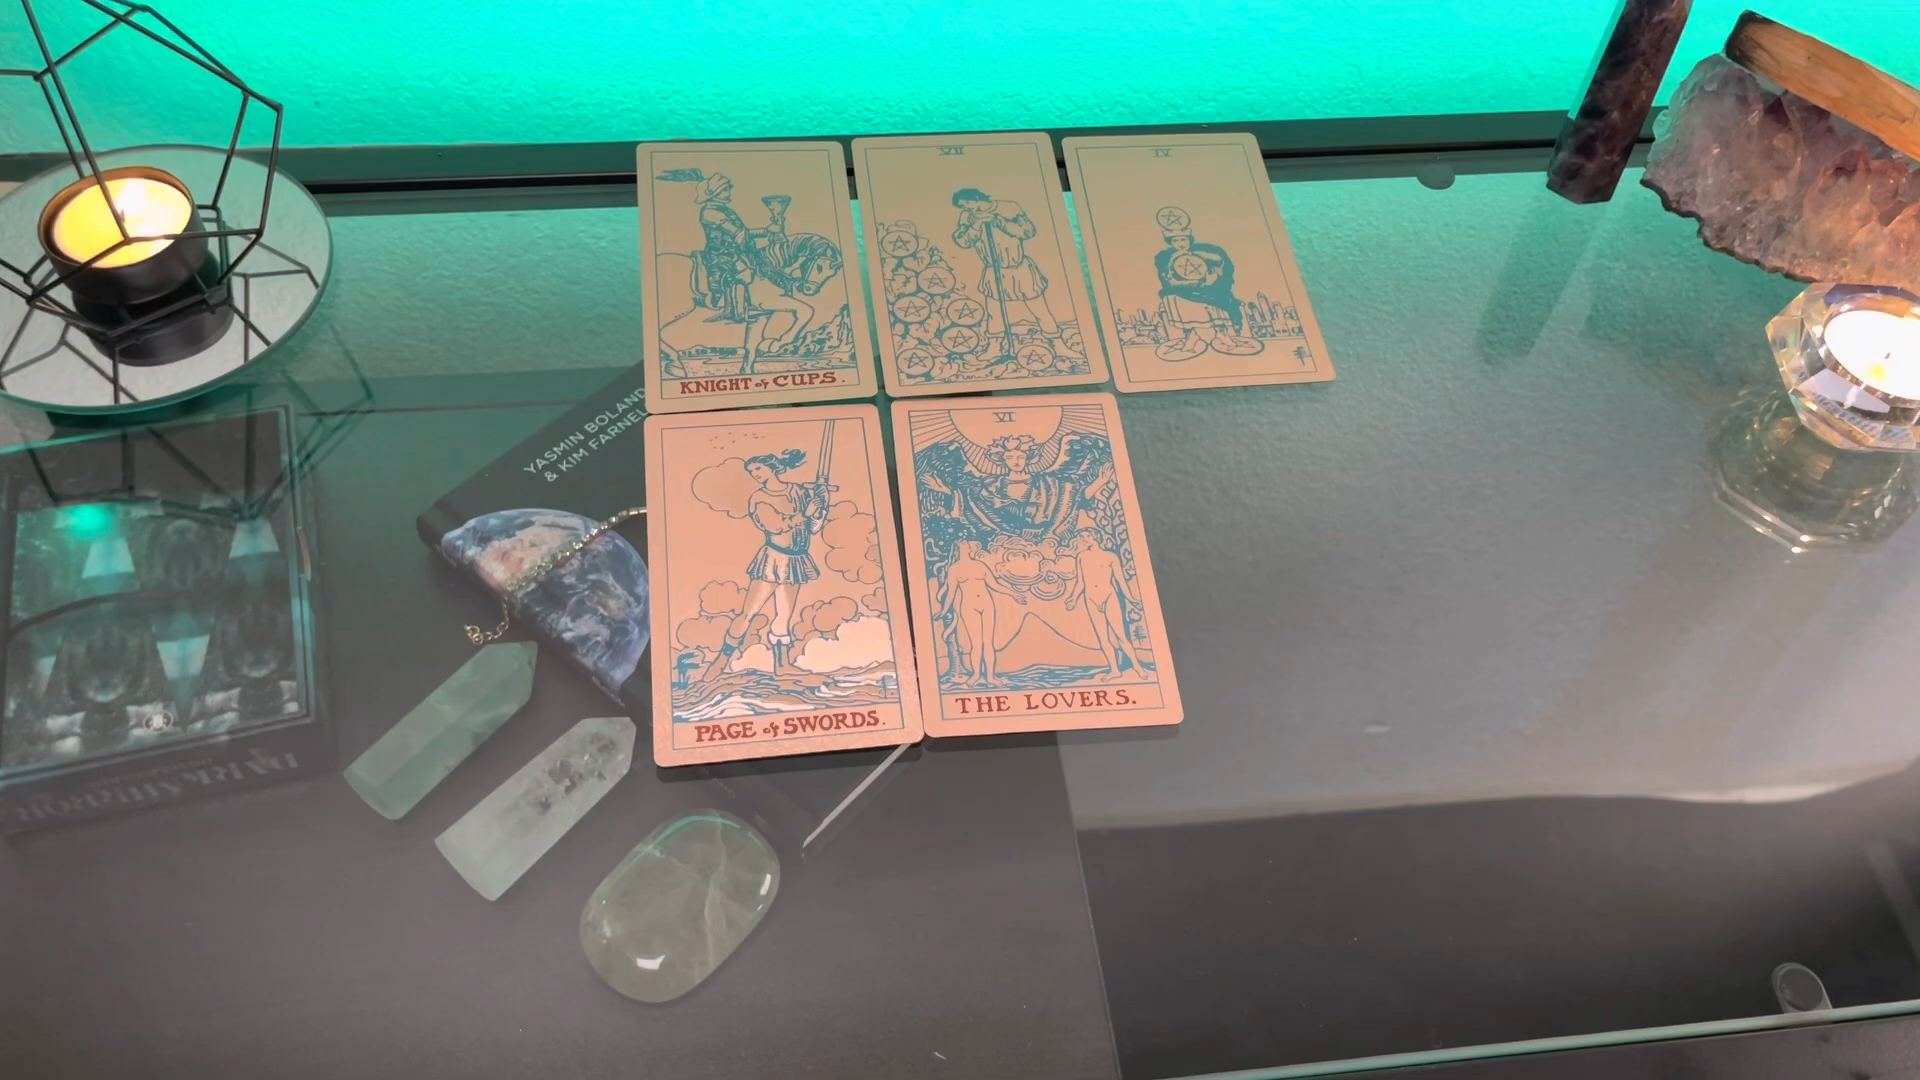 VII
IV
KNIGHT of CUPS.
YASMIN BOLAND
& KIM FARNEL
VI
PAGE of SWORDS.
THE LOVERS.